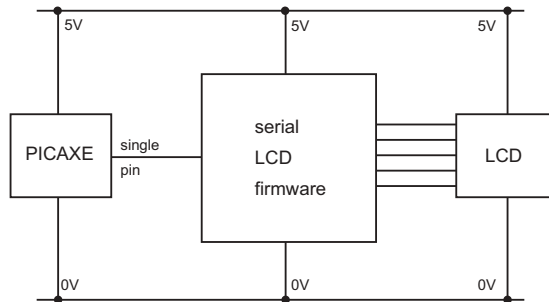 5V
5V
5V
PICAXE
single
pin
serial
LCD
firmware
LCD
0V
0V
0V